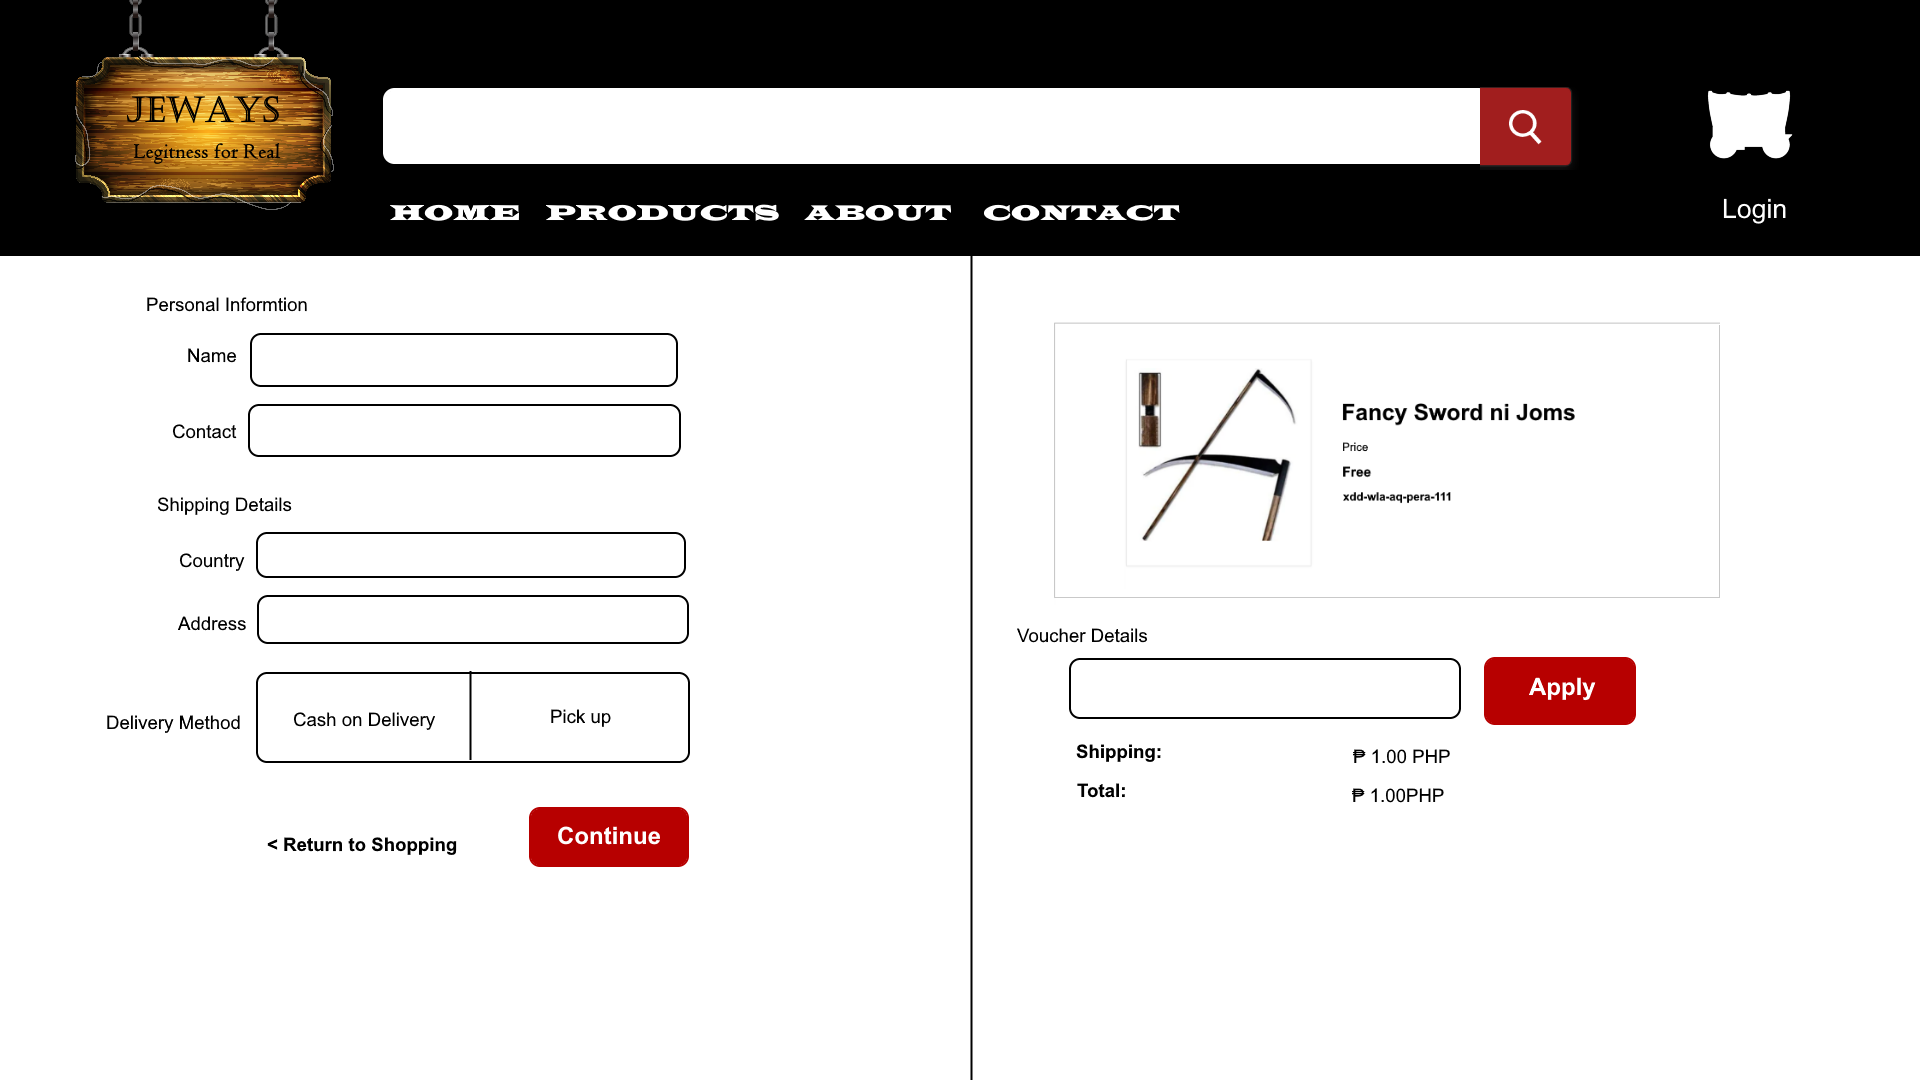 JEWAYS
Legitness for Real
HOME PRODUCTS ABOUT CONTACT
Login
Personal Informtion
Name
Contact
Shipping Details
Country
Address
Delivery Method
Cash on Delivery
Pick up
< Return to Shopping
Continue
Fancy Sword ni Joms
Price
Free
xdd-wla-aq-pera-111
Voucher Details
Apply
Shipping: ₱ 1.00 PHP
Total: ₱ 1.00PHP